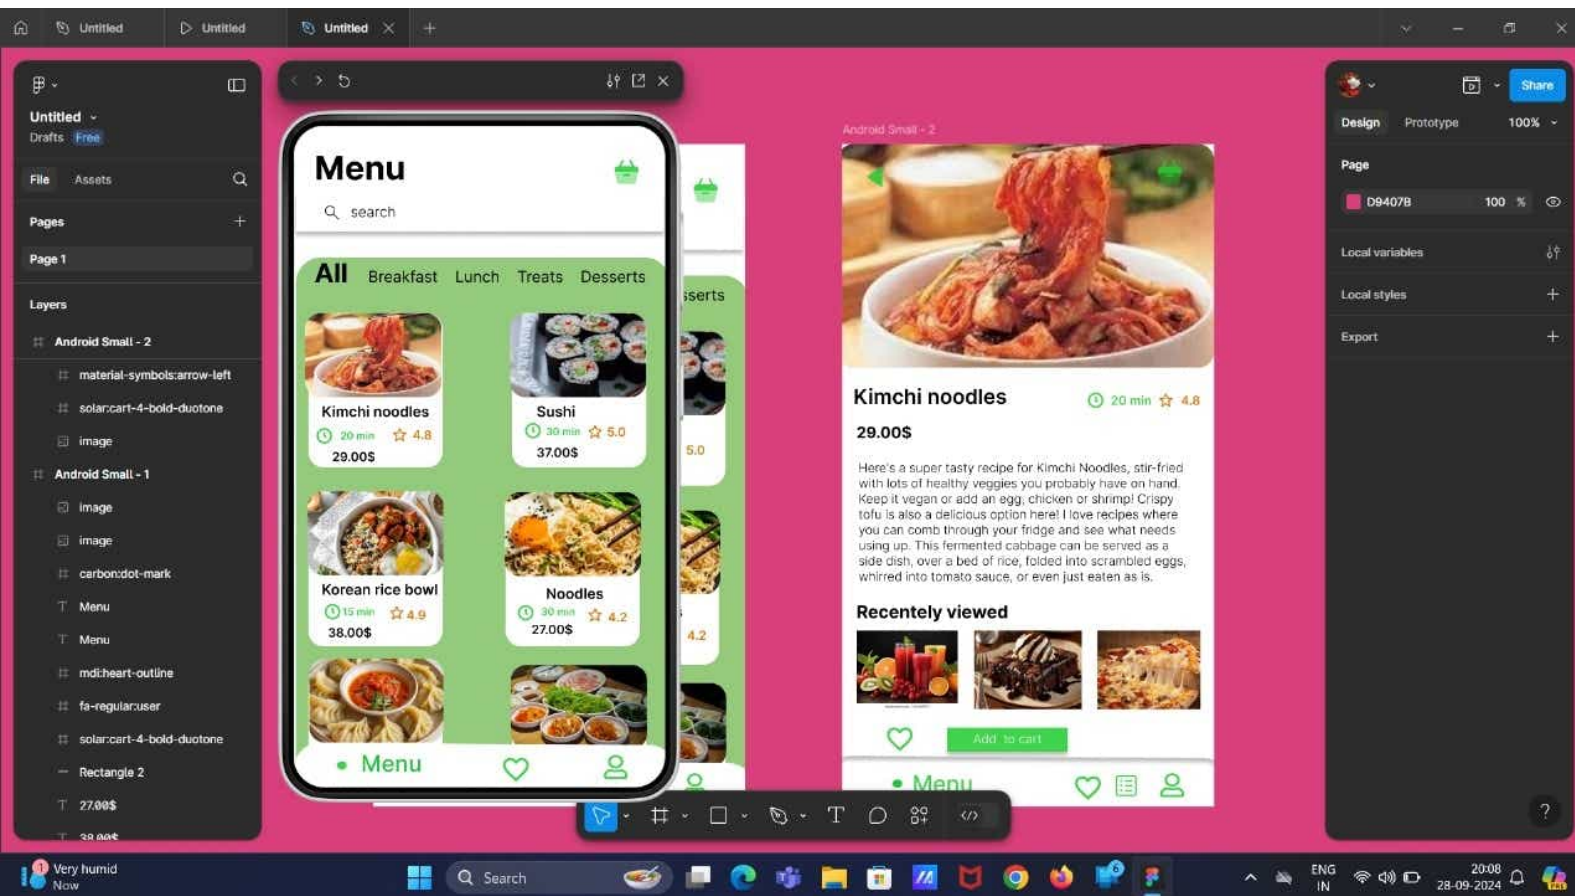 Untitled
Untitled
Untitled
Untitled
Drafts Free
File Assets
Pages
Page 1
Layers
Android Small - 2
material-symbols:arrow-left
solar:cart-4-bold-duotone
image
Android Small - 1
image
image
carbon:dot-mark
Menu
Menu
mdi:heart-outline
fa-regular:user
solar:cart-4-bold-duotone
Rectangle 2
27.00$
38.00$
Menu
search
All Breakfast Lunch Treats Desserts
Kimchi noodles
20 min 4.8
29.00$
Sushi
30 min 5.0
37.00$
Korean rice bowl
15 min 4.9
38.00$
Noodles
30 min 4.2
27.00$
Menu
sserts
5.0
4.2
Android Small - 2
Kimchi noodles
20 min 4.8
29.00$
Here's a super tasty recipe for Kimchi Noodles, stir-fried
with lots of healthy veggies you probably have on hand.
Keep it vegan or add an egg, chicken or shrimp! Crispy
tofu is also a delicious option here! I love recipes where
you can comb through your fridge and see what needs
using up. This fermented cabbage can be served as a
side dish, over a bed of rice, folded into scrambled eggs,
whirred into tomato sauce, or even just eaten as is.
Recentely viewed
Add to cart
Menu
Share
Design Prototype 100%
Page
D9407B 100 %
Local variables
Local styles
Export
?
1
Very humid
Now
Search
6
ENG
IN
20:08
28-09-2024